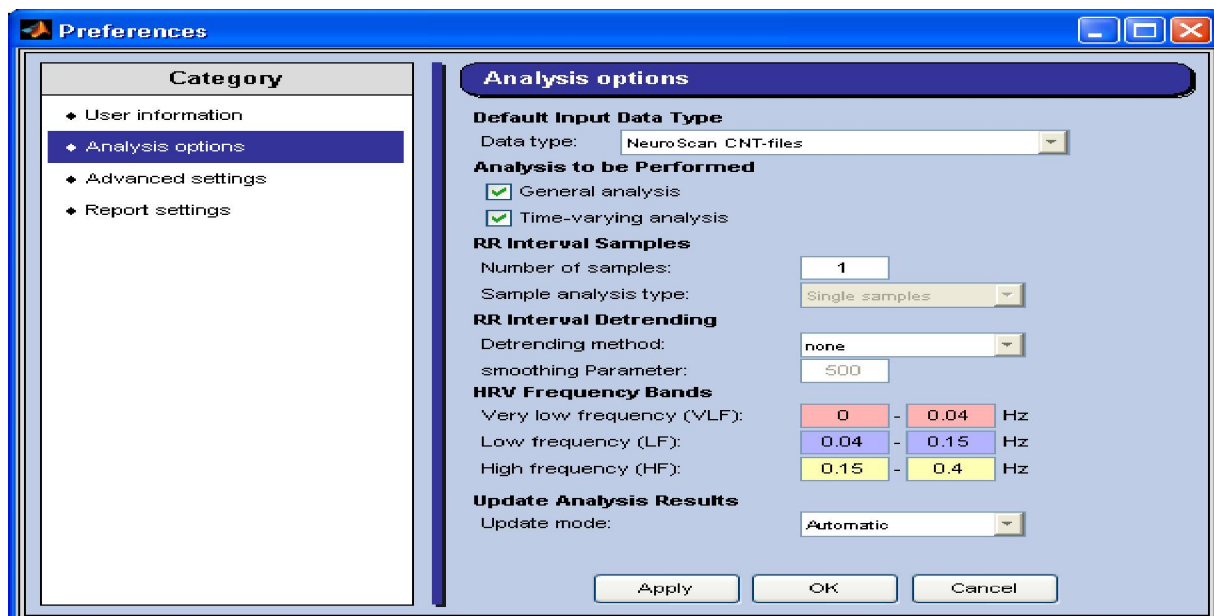 Preferences
Category
User information
Analysis options
Advanced settings
Report settings
Analysis options
Default Input Data Type
Data type: NeuroScan CNT-files
Analysis to be Performed
General analysis
Time-varying analysis
RR Interval Samples
Number of samples: 1
Sample analysis type: Single samples
RR Interval Detrending
Detrending method: none
smoothing Parameter: 500
HRV Frequency Bands
Very low frequency (VLF): 0 - 0.04 Hz
Low frequency (LF): 0.04 - 0.15 Hz
High frequency (HF): 0.15 - 0.4 Hz
Update Analysis Results
Update mode: Automatic
Apply OK Cancel